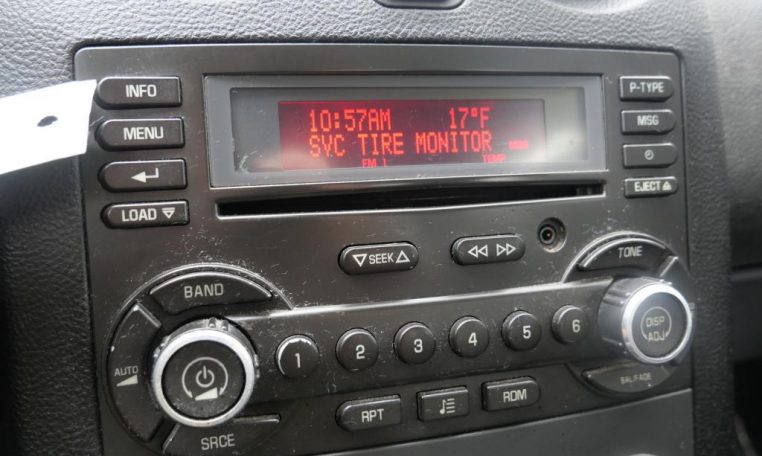 INFO
MENU
LOAD
10:57AM 17°F
SVC TIRE MONITOR
FM 1 TEMP
P-TYPE
MSG
EJECT
SEEK
TONE
BAND
AUTO
1 2 3 4 5 6
DISP
ADJ
BAL/FADE
RPT RDM
SRCE